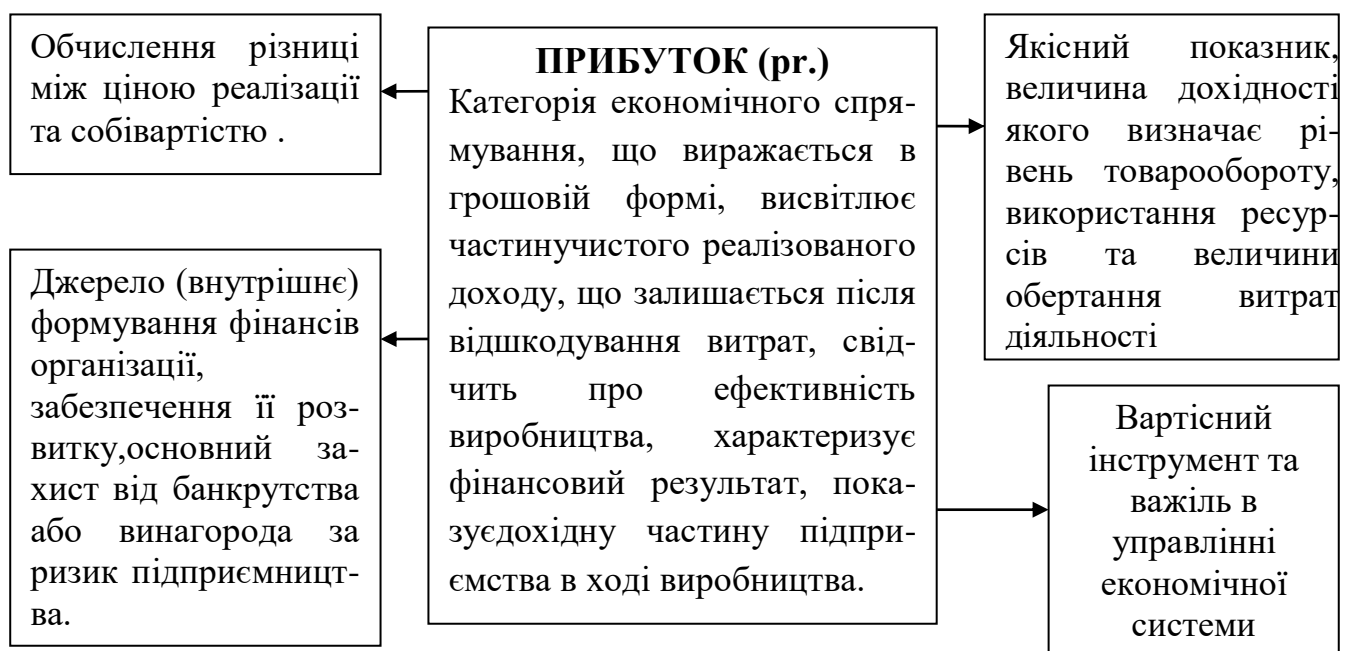 Обчислення різниці
між ціною реалізації
та собівартістю .
Джерело (внутрішнє)
формування фінансів
організації,
забезпечення її роз-
витку,основний за-
хист від банкрутства
або винагорода за
ризик підприємницт-
ва.
ПРИБУТОК (pr.)
Категорія економічного спря-
мування, що виражається в
грошовій формі, висвітлює
частинучистого реалізованого
доходу, що залишається після
відшкодування витрат, свід-
чить про ефективність
виробництва, характеризує
фінансовий результат, пока-
зуєдохідну частину підпри-
ємства в ході виробництва.
Якісний показник,
величина дохідності
якого визначає рі-
вень товарообороту,
використання ресур-
сів та величини
обертання витрат
діяльності
Вартісний
інструмент та
важіль в
управлінні
економічної
системи